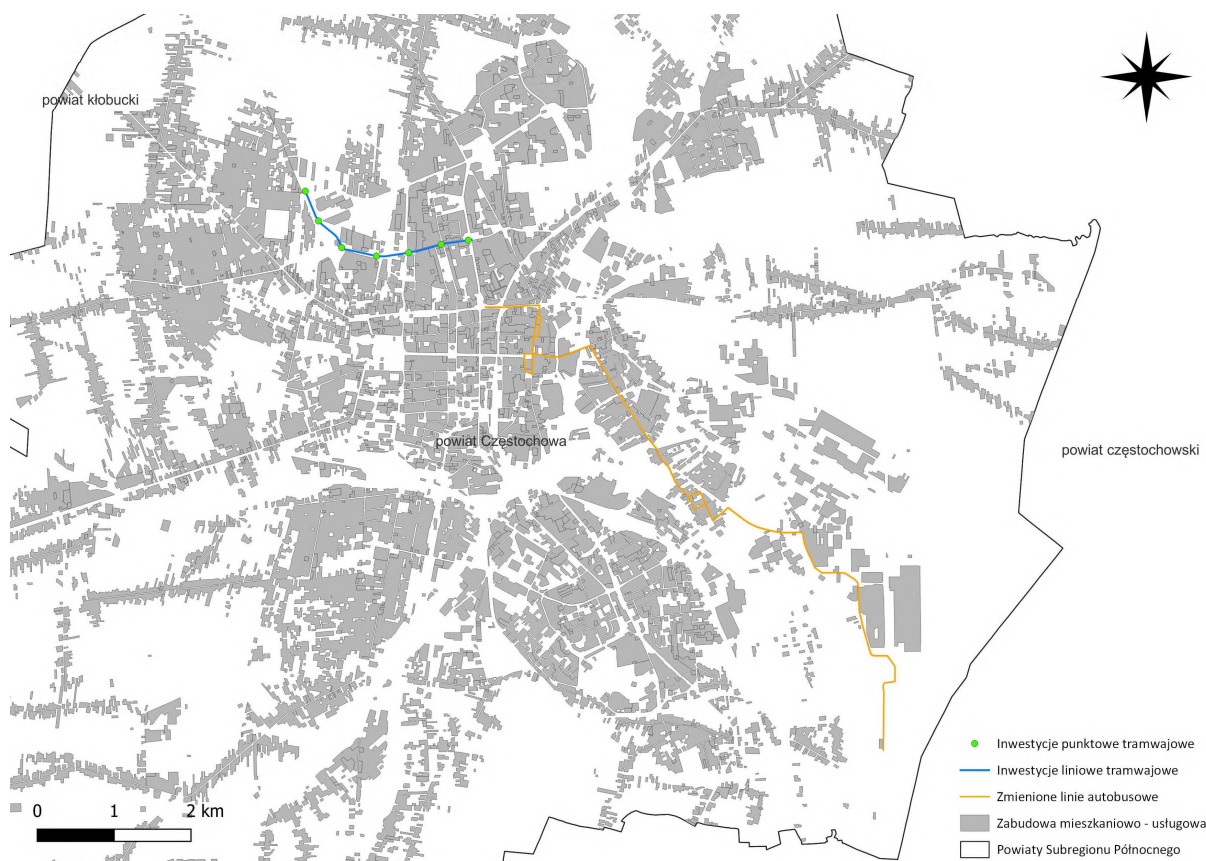 powiat kłobucki
powiat Częstochowa
powiat częstochowski
Inwestycje punktowe tramwajowe
Inwestycje liniowe tramwajowe
Zmienione linie autobusowe
Zabudowa mieszkaniowo - usługowa
Powiaty Subregionu Północnego
0 1 2 km